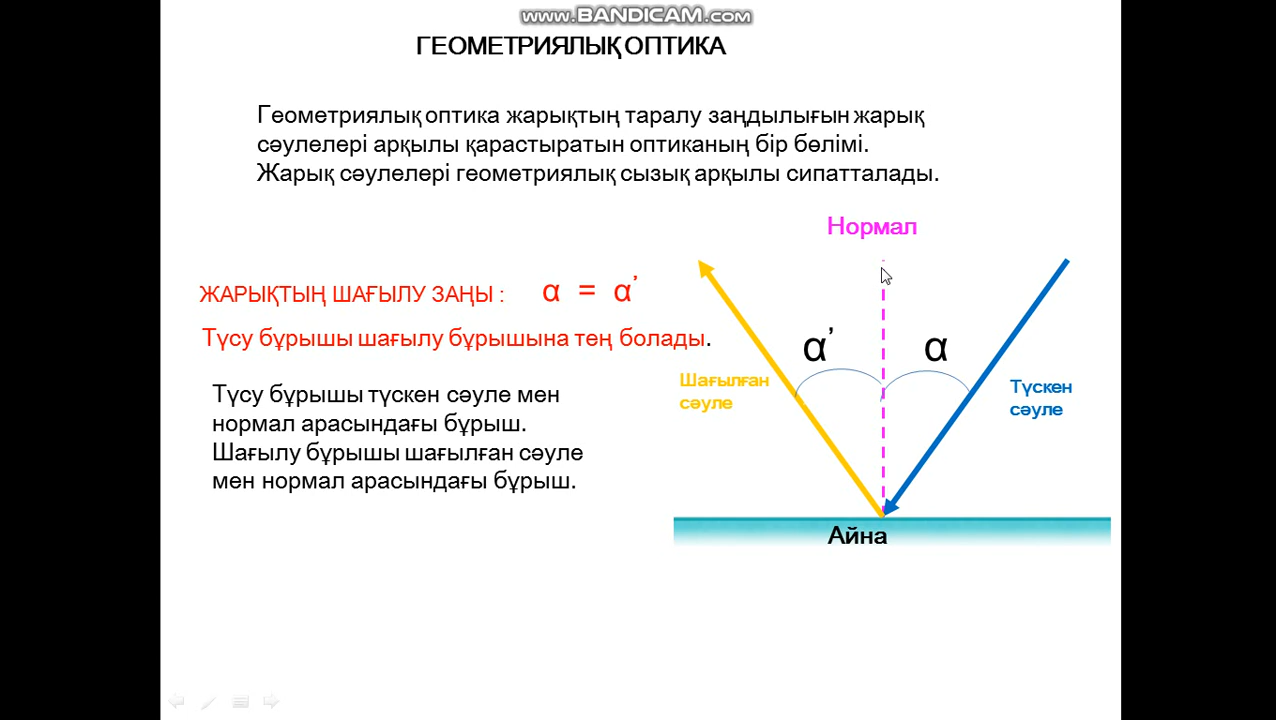 www.BANDICAM.com
ГЕОМЕТРИЯЛЫҚ ОПТИКА
Геометриялық оптика жарықтың таралу заңдылығын жарық
сәулелері арқылы қарастыратын оптиканың бір бөлімі.
Жарық сәулелері геометриялық сызық арқылы сипатталады.
Нормал
ЖАРЫҚТЫҢ ШАҒЫЛУ ЗАҢЫ : α = α’
Түсу бұрышы шағылу бұрышына тең болады.
α’ α
Шағылған
сәуле
Түскен
сәуле
Түсу бұрышы түскен сәуле мен
нормал арасындағы бұрыш.
Шағылу бұрышы шағылған сәуле
мен нормал арасындағы бұрыш.
Айна